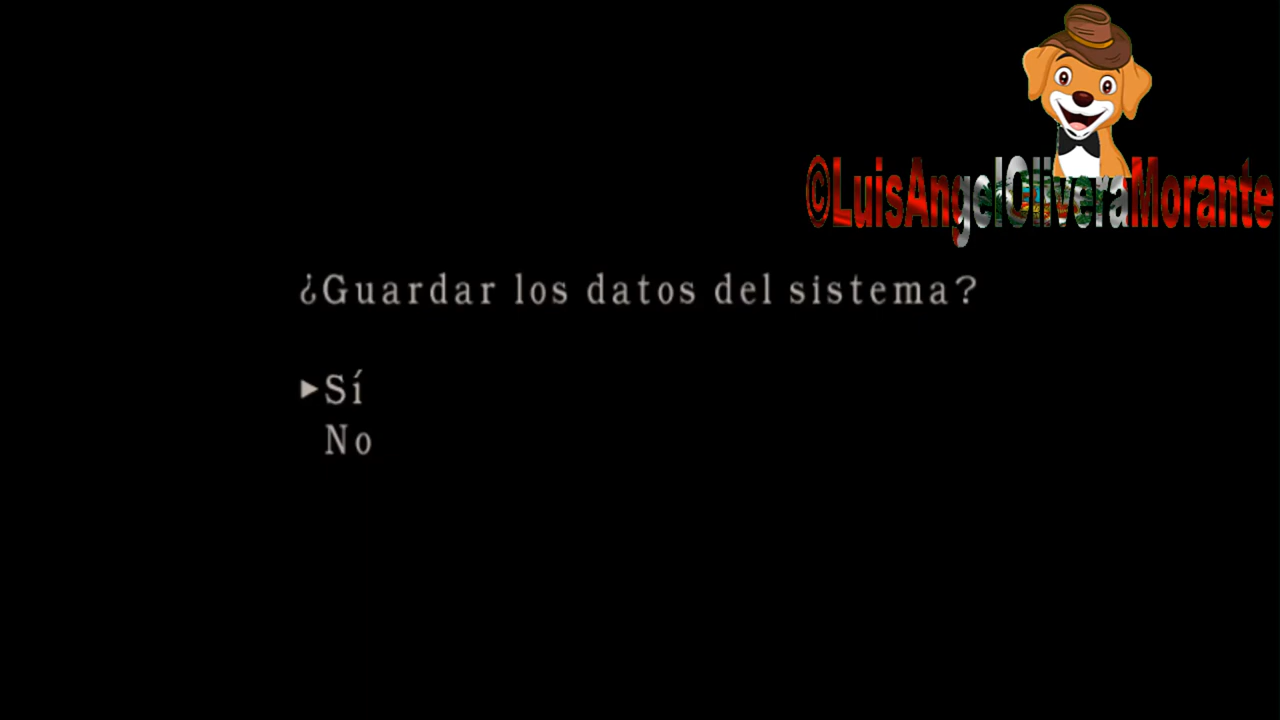 ©LuisAngelOliveraMorante
¿Guardar los datos del sistema?
▶Sí
No